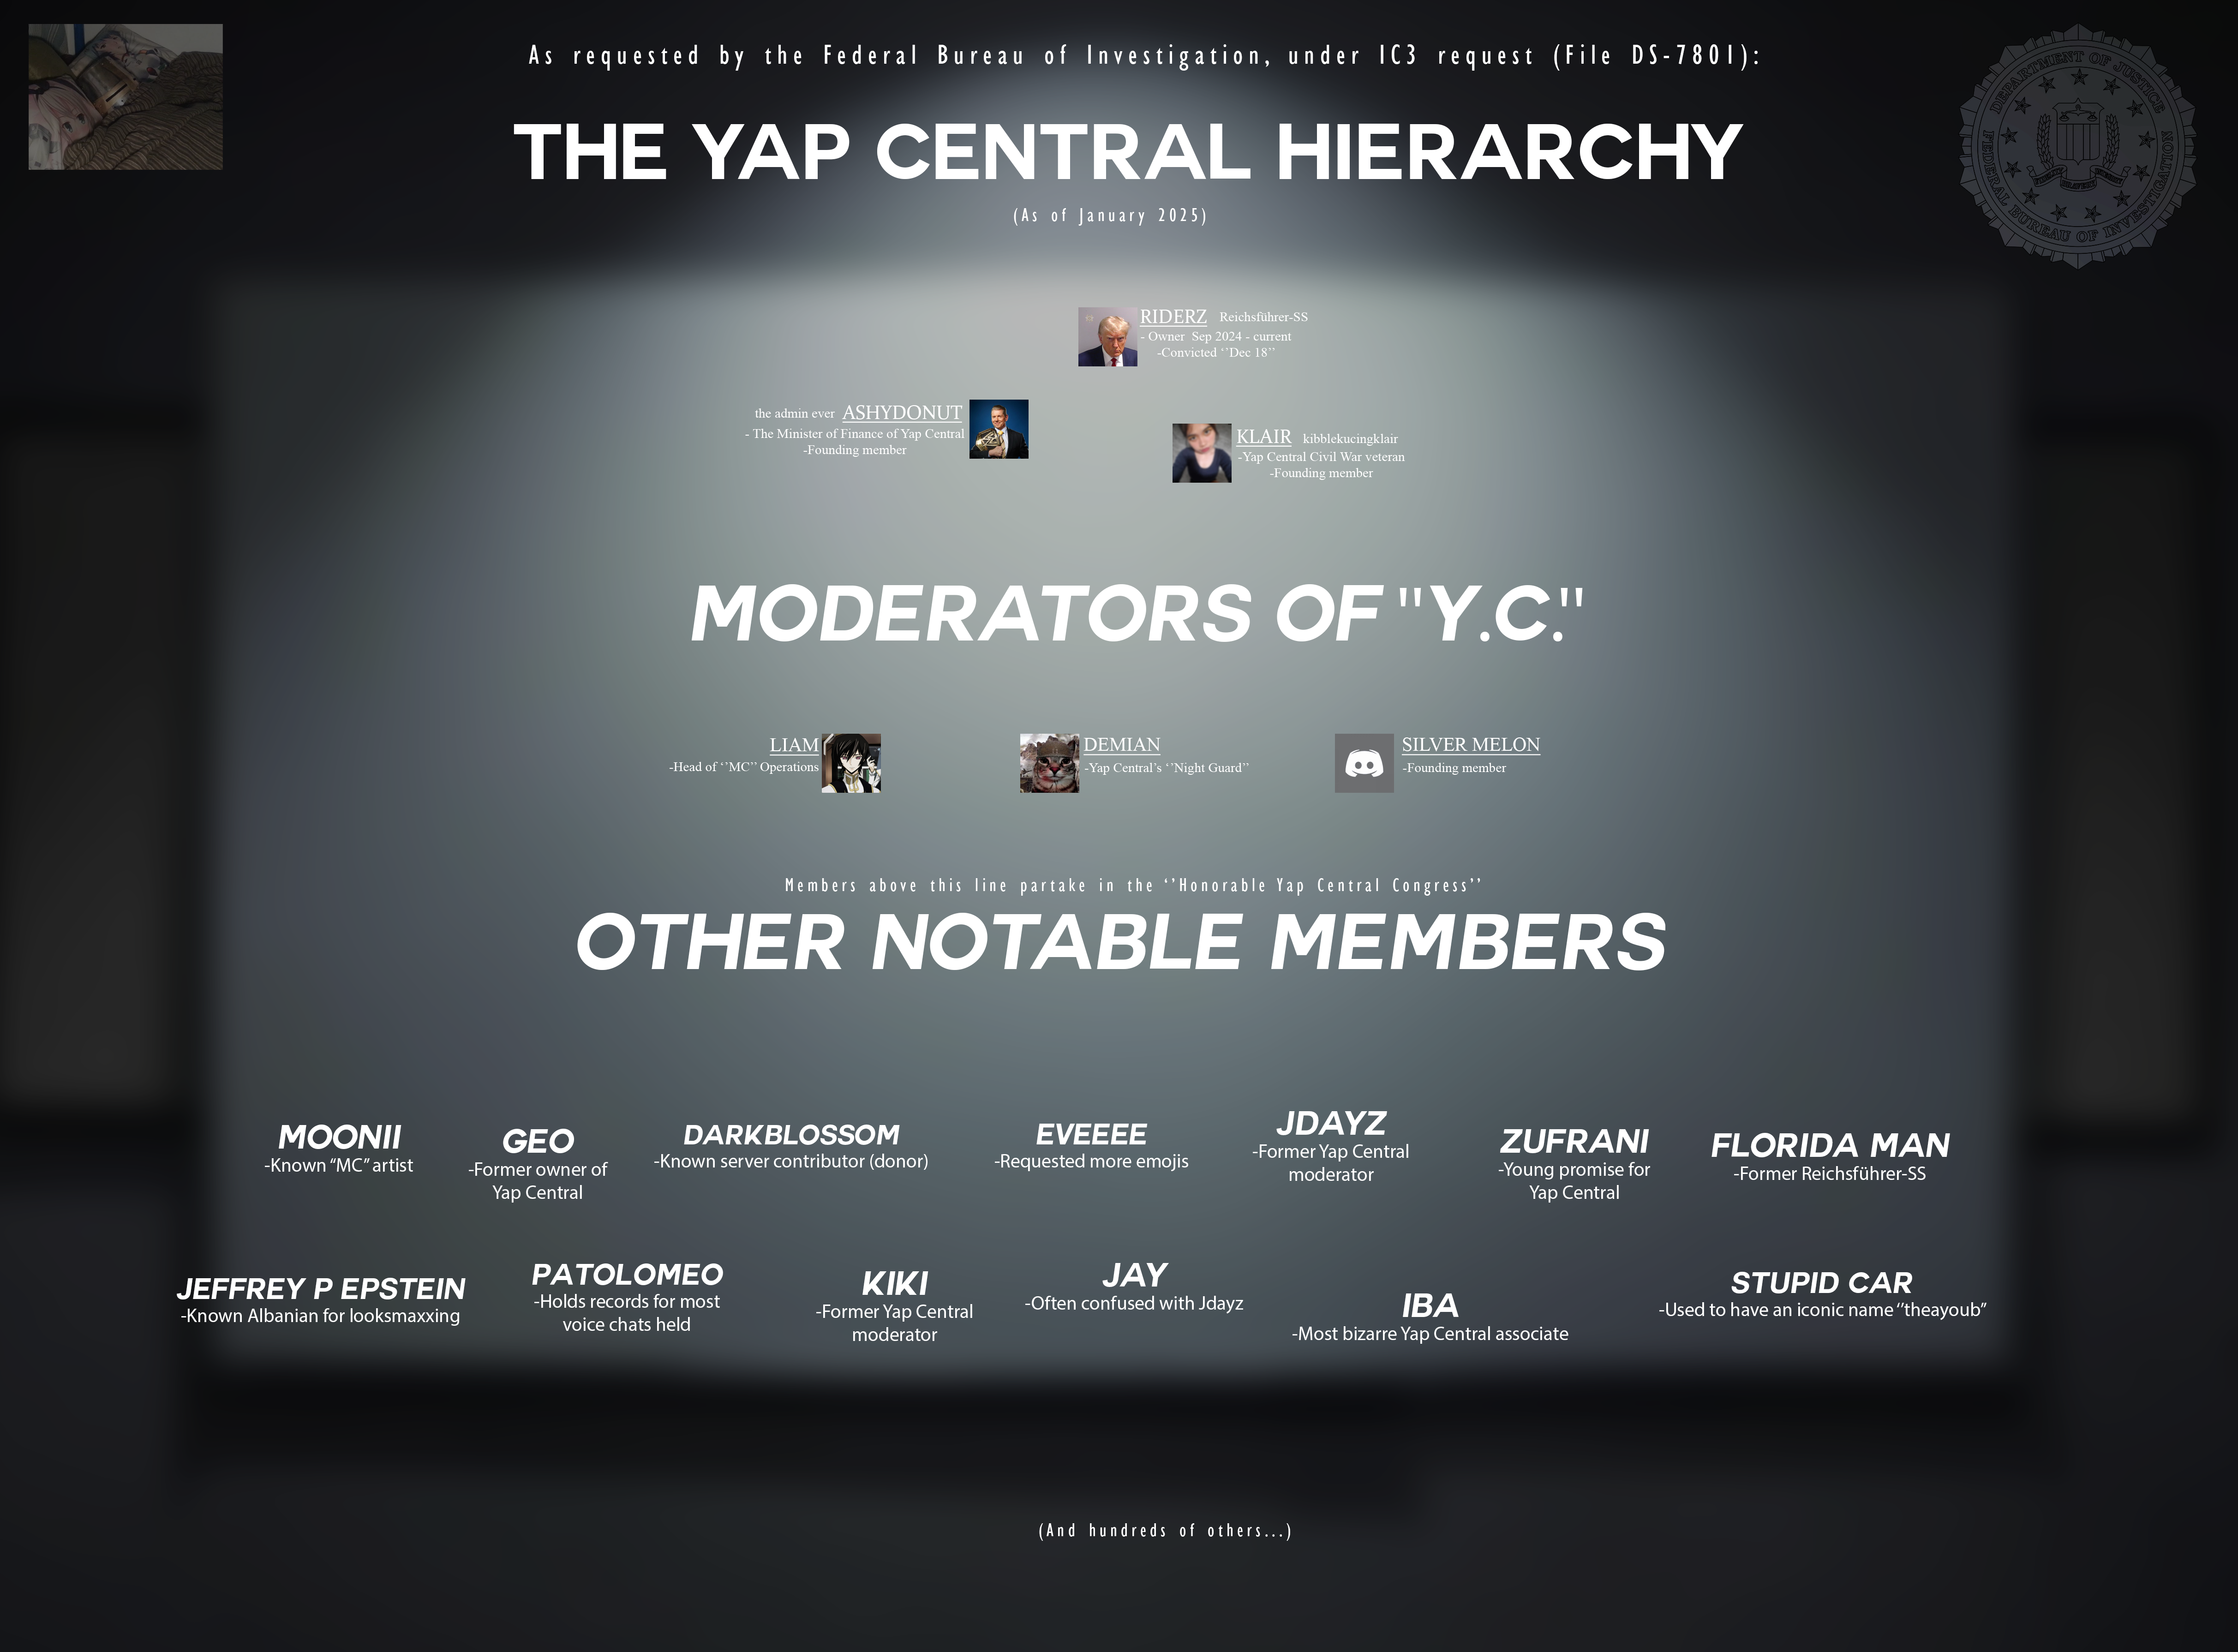 As requested by the Federal Bureau of Investigation, under IC3 request (File DS-7801):
DEPARTMENT OF JUSTICE
FEDERAL BUREAU OF INVESTIGATION
THE YAP CENTRAL HIERARCHY
(As of January 2025)
RIDERZ Reichsführer-SS
- Owner Sep 2024 - current
-Convicted ‘’Dec 18’’
the admin ever ASHYDONUT
- The Minister of Finance of Yap Central
-Founding member
KLAIR kibblekucingklair
-Yap Central Civil War veteran
-Founding member
MODERATORS OF "Y.C."
LIAM
-Head of ‘’MC’’ Operations
DEMIAN
-Yap Central’s ‘’Night Guard’’
SILVER MELON
-Founding member
Members above this line partake in the ‘’Honorable Yap Central Congress’’
OTHER NOTABLE MEMBERS
MOONII
-Known “MC” artist
GEO
-Former owner of
Yap Central
DARKBLOSSOM
-Known server contributor (donor)
EVEEEE
-Requested more emojis
JDAYZ
-Former Yap Central
moderator
ZUFRANI
-Young promise for
Yap Central
FLORIDA MAN
-Former Reichsführer-SS
JEFFREY P EPSTEIN
-Known Albanian for looksmaxxing
PATOLOMEO
-Holds records for most
voice chats held
KIKI
-Former Yap Central
moderator
JAY
-Often confused with Jdayz
IBA
-Most bizarre Yap Central associate
STUPID CAR
-Used to have an iconic name ‘’theayoub’’
(And hundreds of others...)